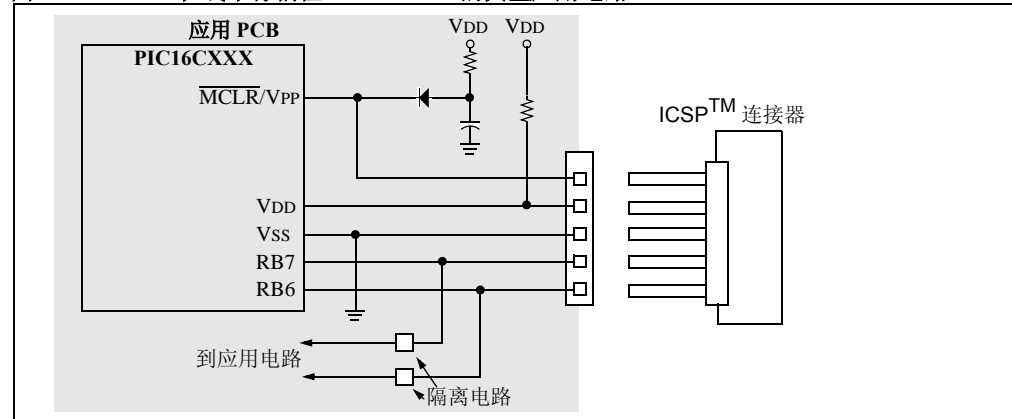 应用 PCB
VDD VDD
PIC16CXXX
MCLR/VPP
ICSP™ 连接器
VDD
VSS
RB7
RB6
到应用电路
隔离电路